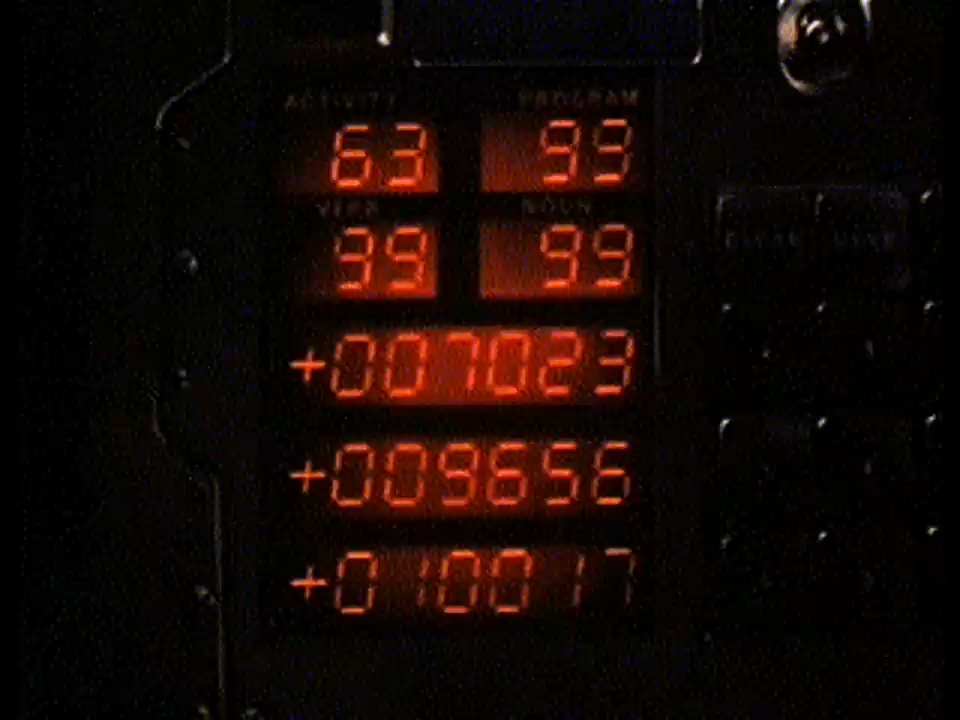 ACTIVITY PROGRAM
63 99
VERB NOUN
99 99
+007023
+009656
+010017